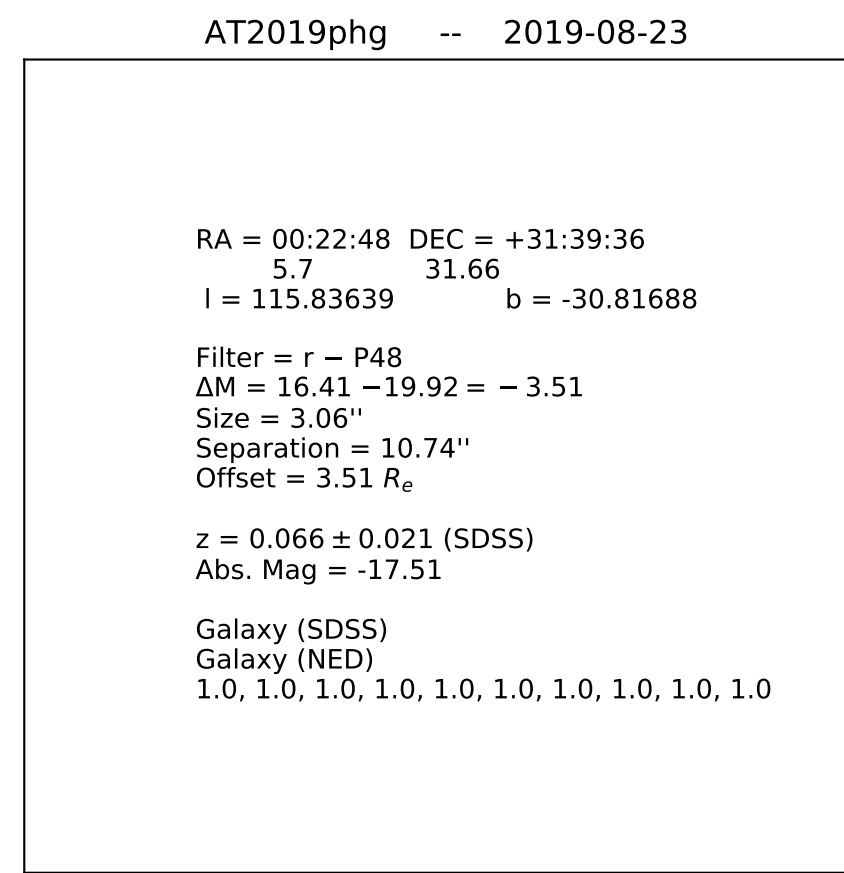 AT2019phg -- 2019-08-23
RA = 00:22:48 DEC = +31:39:36
5.7 31.66
l = 115.83639 b = -30.81688
Filter = r − P48
ΔM = 16.41 −19.92 = − 3.51
Size = 3.06''
Separation = 10.74''
Offset = 3.51 Re
z = 0.066 ± 0.021 (SDSS)
Abs. Mag = -17.51
Galaxy (SDSS)
Galaxy (NED)
1.0, 1.0, 1.0, 1.0, 1.0, 1.0, 1.0, 1.0, 1.0, 1.0